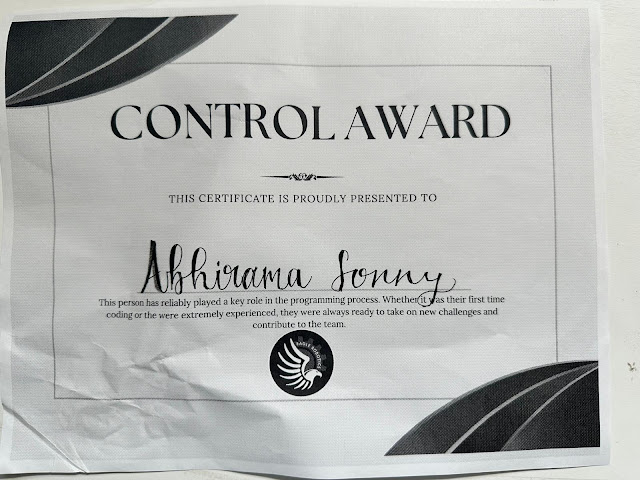 CONTROL AWARD
THIS CERTIFICATE IS PROUDLY PRESENTED TO
Abhirama Sonny
This person has reliably played a key role in the programming process. Whether it was their first time
coding or the were extremely experienced, they were always ready to take on new challenges and
contribute to the team.
EAGLE ROBOTICS